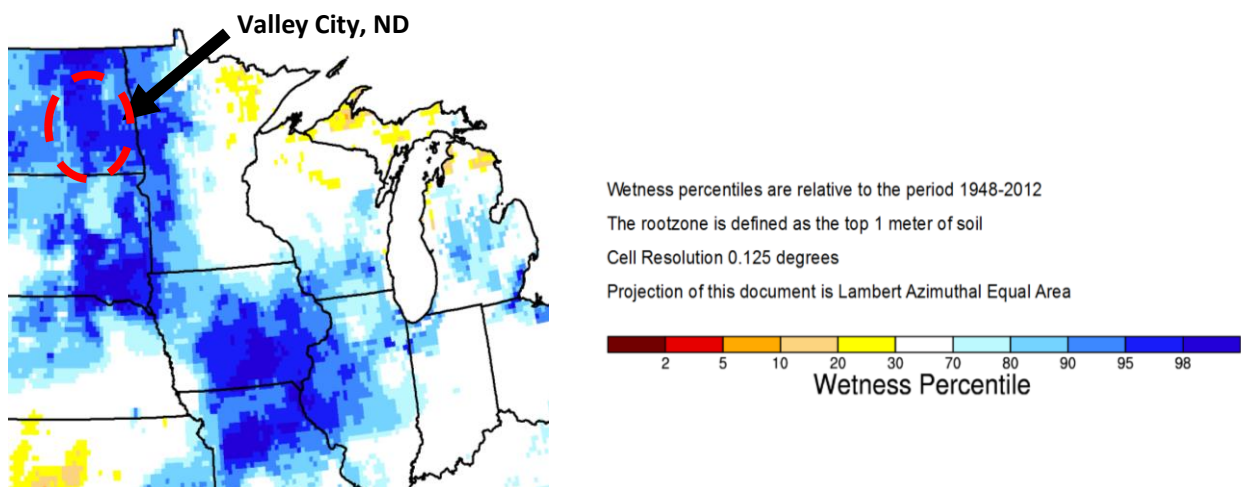 Valley City, ND
Wetness percentiles are relative to the period 1948-2012
The rootzone is defined as the top 1 meter of soil
Cell Resolution 0.125 degrees
Projection of this document is Lambert Azimuthal Equal Area
2 5 10 20 30 70 80 90 95 98
Wetness Percentile